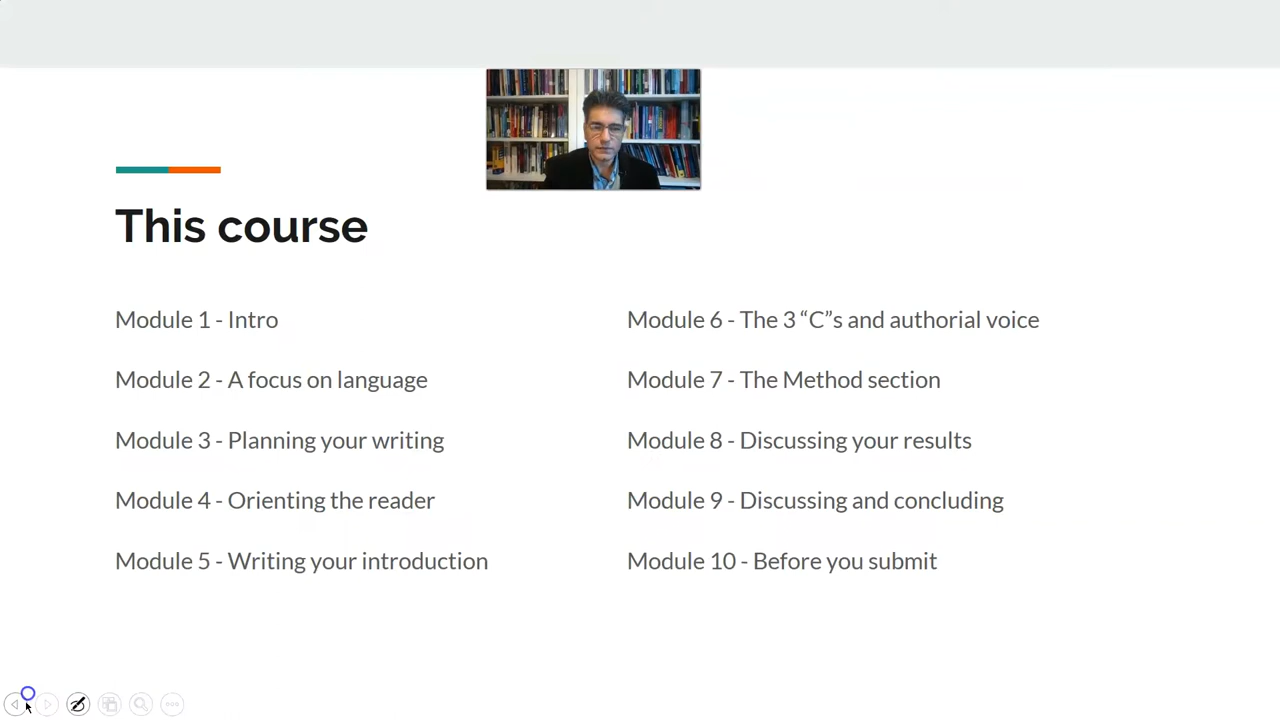 This course
Module 1 - Intro
Module 2 - A focus on language
Module 3 - Planning your writing
Module 4 - Orienting the reader
Module 5 - Writing your introduction
Module 6 - The 3 “C”s and authorial voice
Module 7 - The Method section
Module 8 - Discussing your results
Module 9 - Discussing and concluding
Module 10 - Before you submit